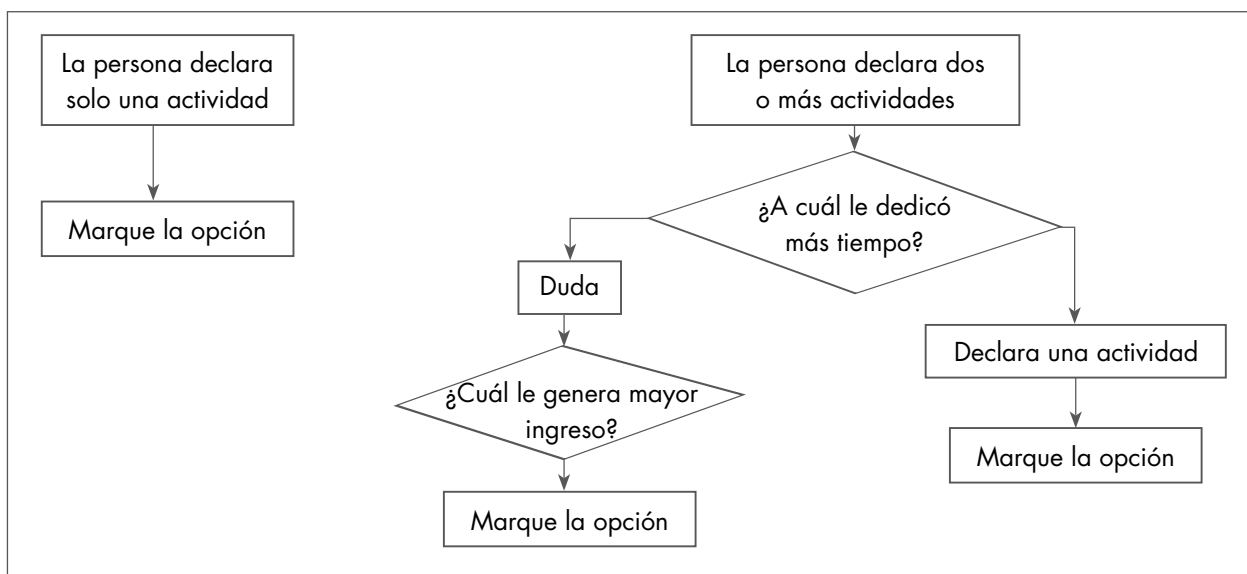 La persona declara
solo una actividad
Marque la opción
La persona declara dos
o más actividades
¿A cuál le dedicó
más tiempo?
Duda
¿Cuál le genera mayor
ingreso?
Marque la opción
Declara una actividad
Marque la opción